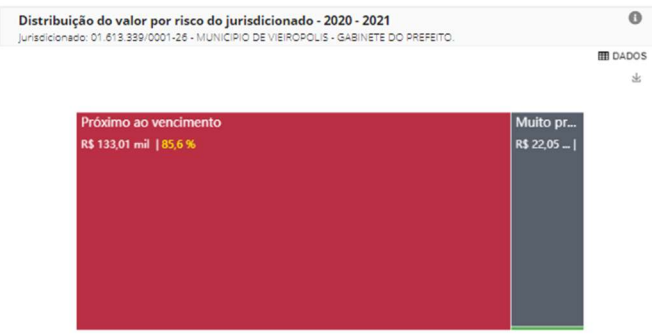 Distribuição do valor por risco do jurisdicionado - 2020 - 2021
Jurisdicionado: 01.613.339/0001-26 - MUNICIPIO DE VIEIROPOLIS - GABINETE DO PREFEITO.
DADOS
Próximo ao vencimento
R$ 133,01 mil | 85,6 %
Muito pr...
R$ 22,05 ... |